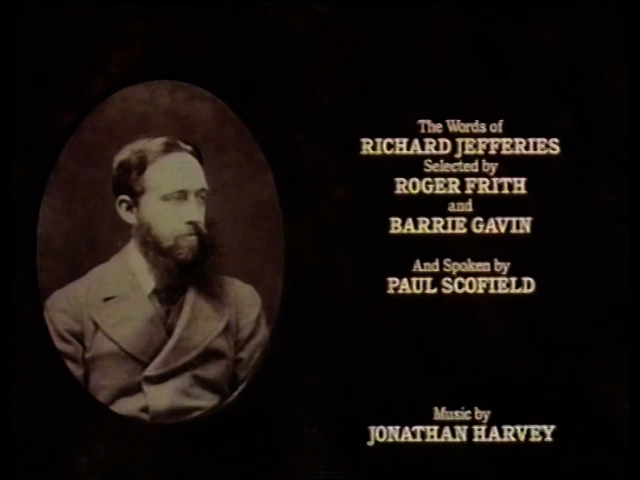 The Words of
RICHARD JEFFERIES
Selected by
ROGER FRITH
and
BARRIE GAVIN
And Spoken by
PAUL SCOFIELD
Music by
JONATHAN HARVEY